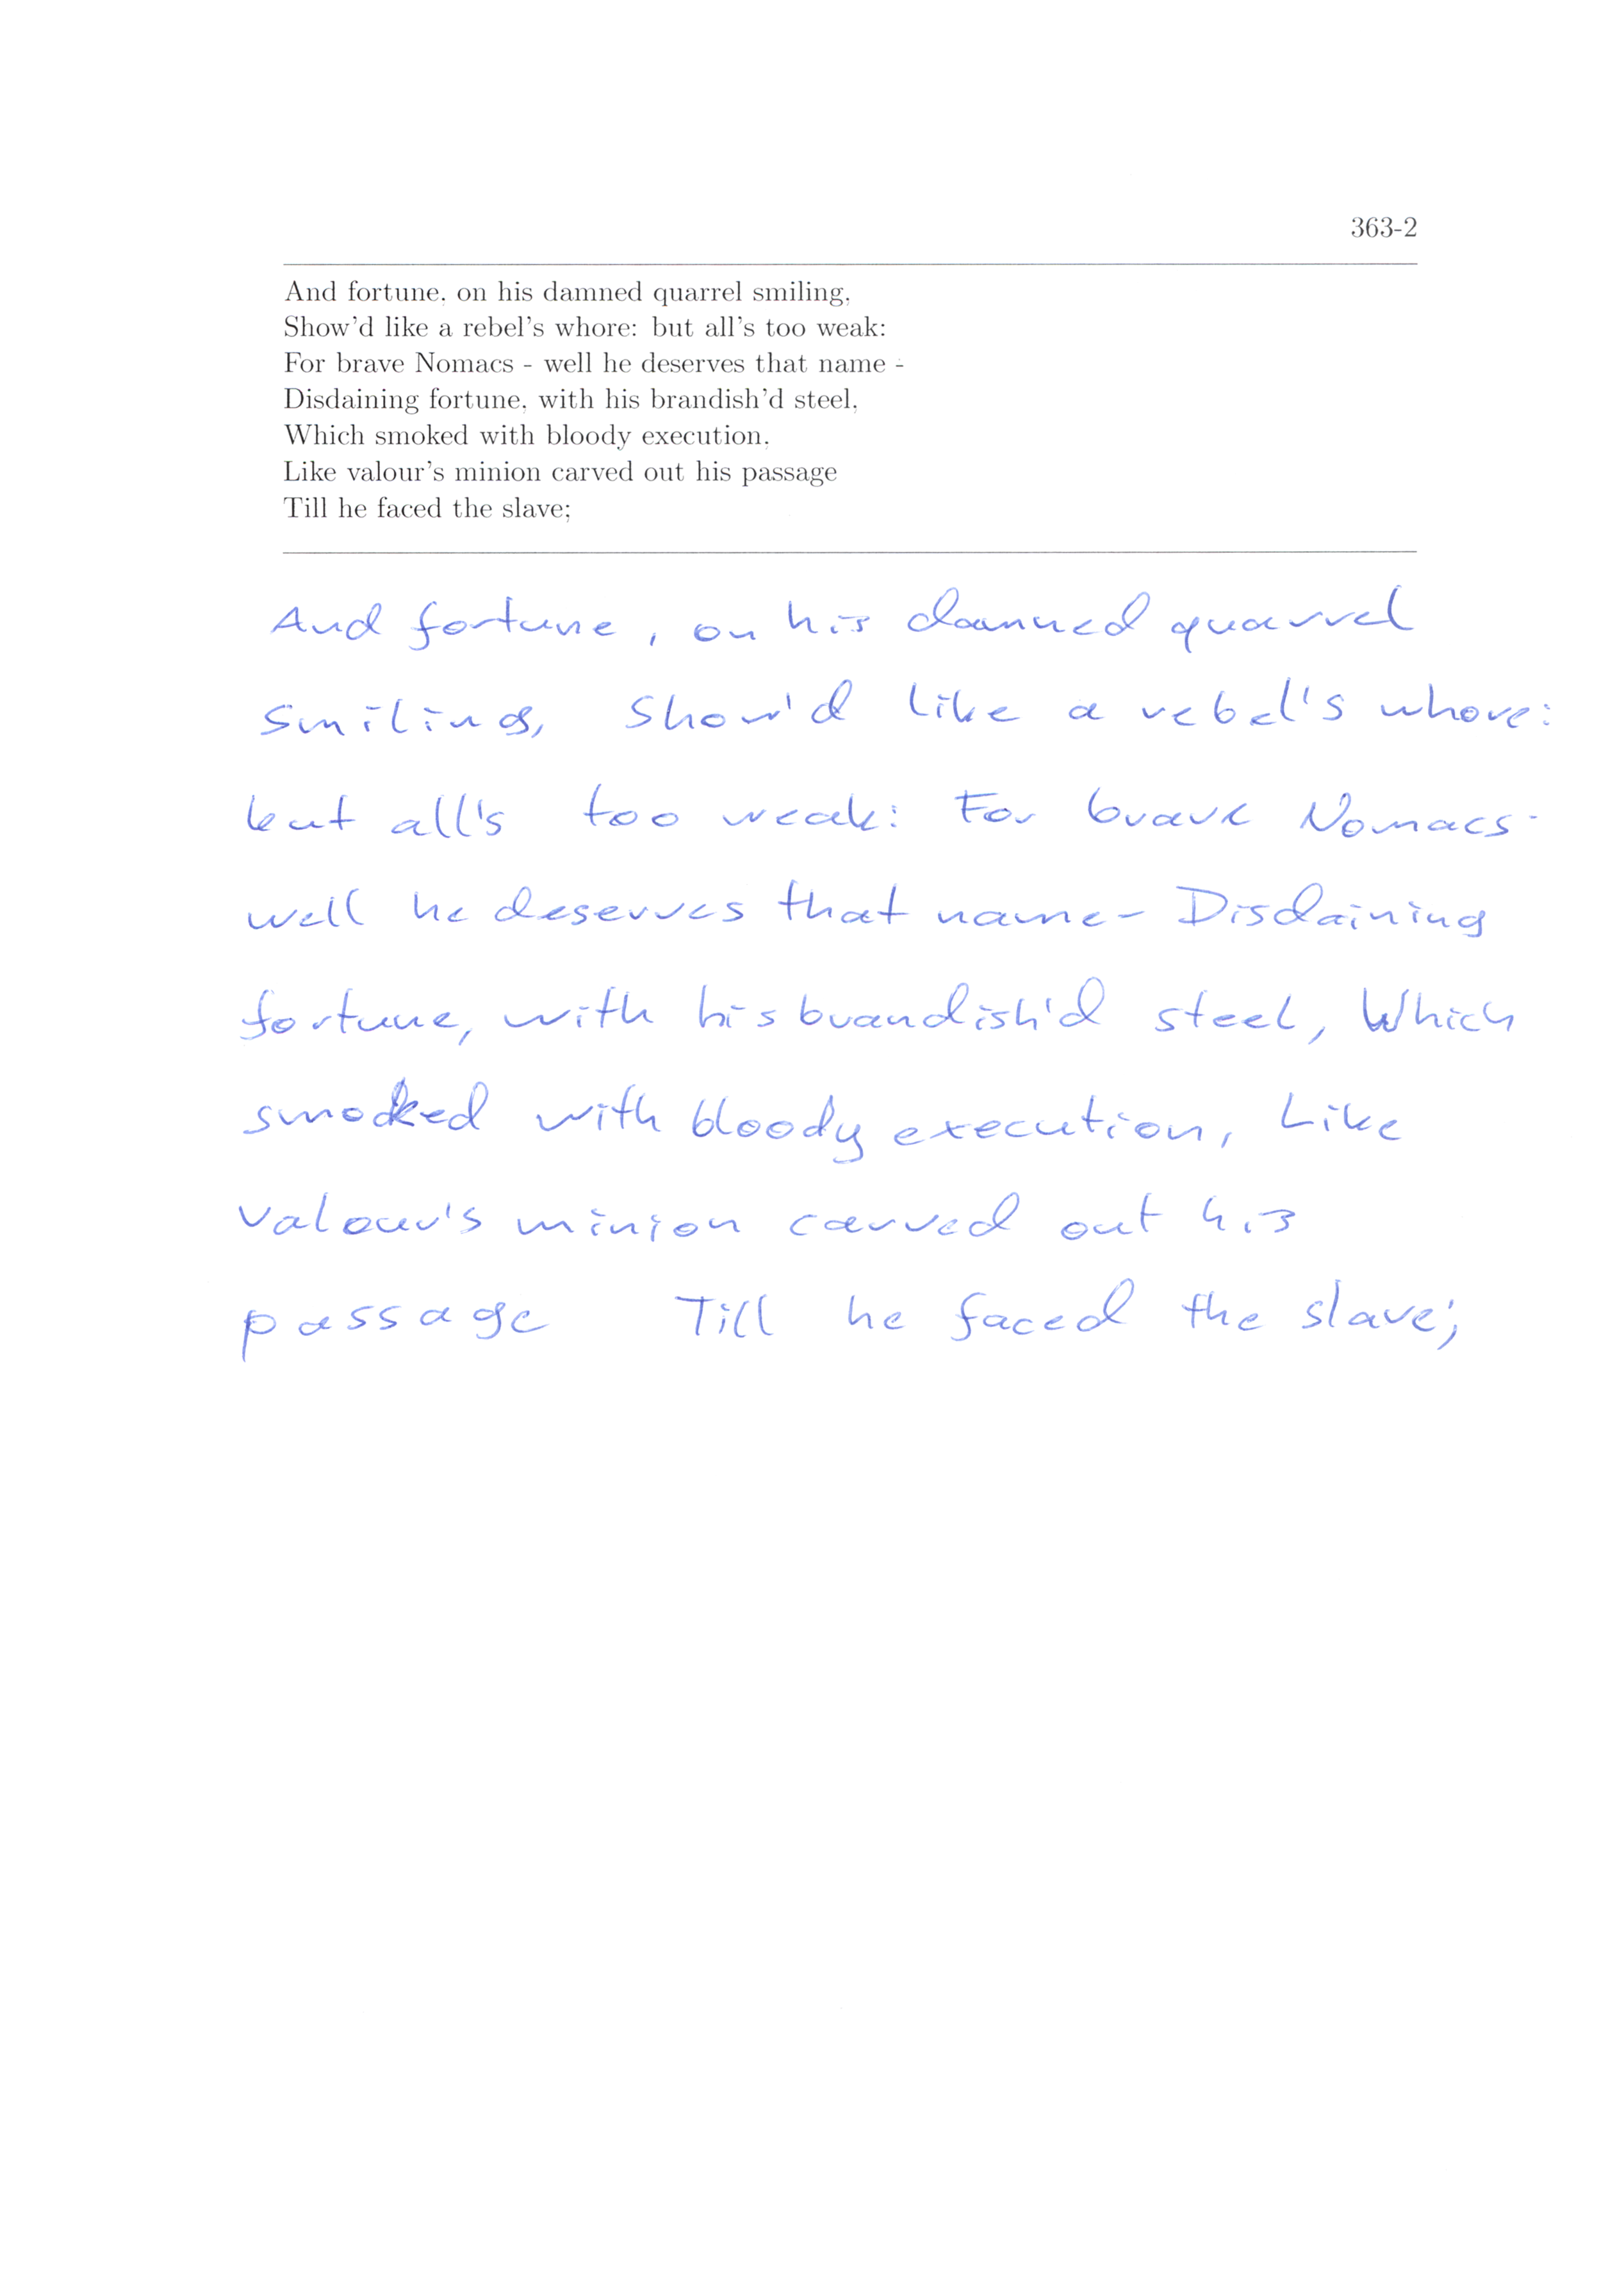 363-2
And fortune, on his damned quarrel smiling,
Show'd like a rebel's whore: but all's too weak:
For brave Nomacs - well he deserves that name -
Disdaining fortune, with his brandish'd steel,
Which smoked with bloody execution,
Like valour's minion carved out his passage
Till he faced the slave;
And fortune, on his damned quarrel
smiling, Show'd like a rebel's whore:
but all's too weak: For brave Nomacs -
well he deserves that name - Disdaining
fortune, with his brandish'd steel, Which
smoked with bloody execution, Like
valour's minion carved out his
passage Till he faced the slave;